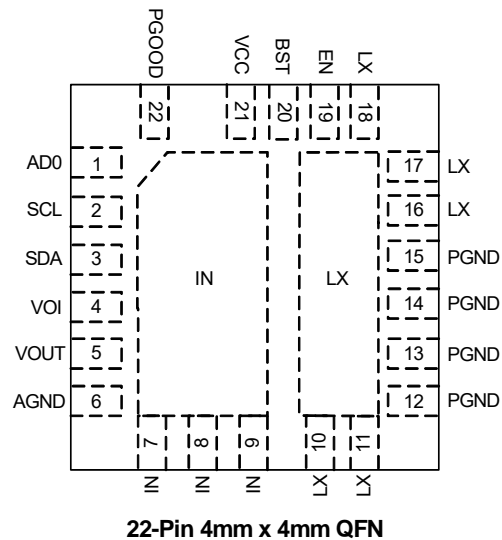 PGOOD
VCC
BST
EN
LX
22
21
20
19
18
AD0 1
SCL 2
SDA 3
VOI 4
VOUT 5
AGND 6
IN
LX
17 LX
16 LX
15 PGND
14 PGND
13 PGND
12 PGND
7
8
9
10
11
IN
IN
IN
LX
LX
22-Pin 4mm x 4mm QFN